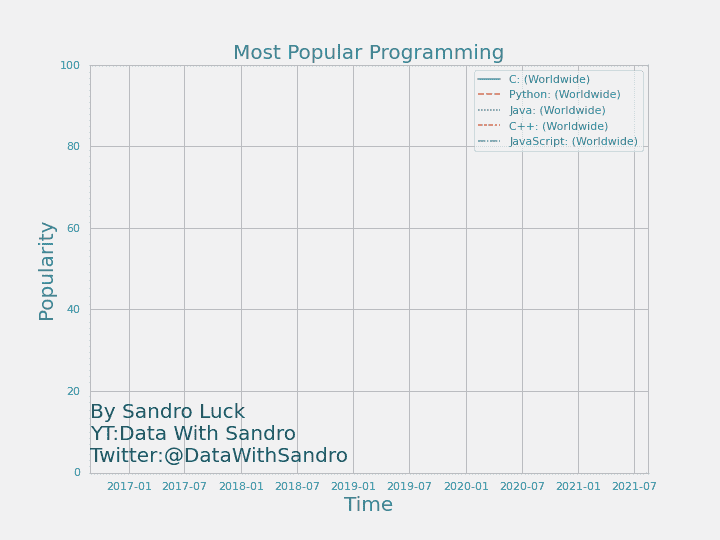 Most Popular Programming
100
80
60
40
20
0
Popularity
C: (Worldwide)
Python: (Worldwide)
Java: (Worldwide)
C++: (Worldwide)
JavaScript: (Worldwide)
By Sandro Luck
YT:Data With Sandro
Twitter:@DataWithSandro
2017-01 2017-07 2018-01 2018-07 2019-01 2019-07 2020-01 2020-07 2021-01 2021-07
Time